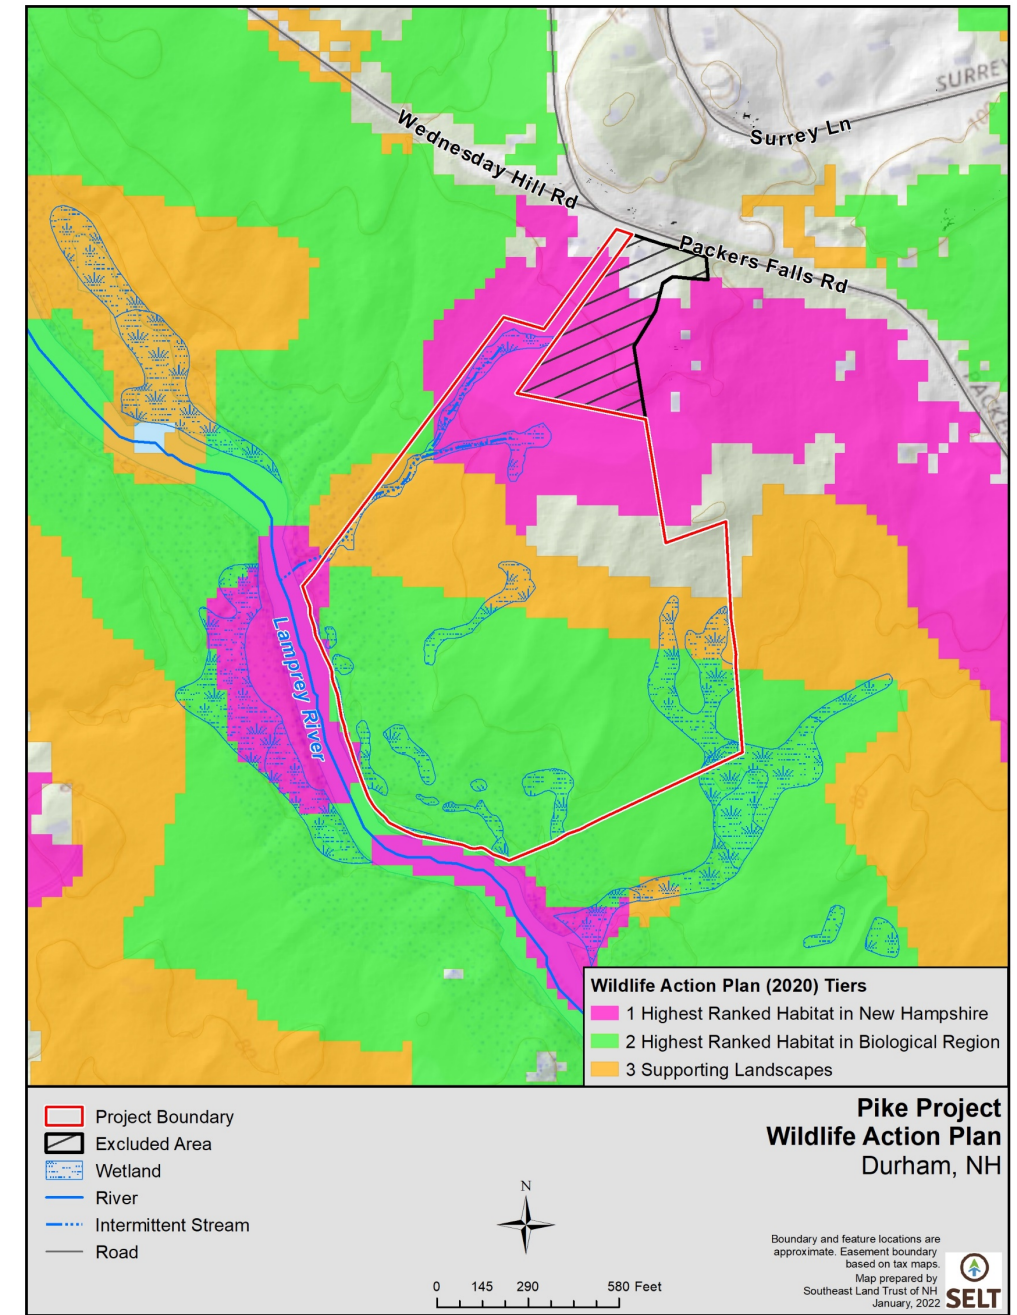 Wednesday Hill Rd
Surrey Ln
SURREY
100
Packers Falls Rd
PACKE
Lamprey River
80
80
Wildlife Action Plan (2020) Tiers
1 Highest Ranked Habitat in New Hampshire
2 Highest Ranked Habitat in Biological Region
3 Supporting Landscapes
Project Boundary
Excluded Area
Wetland
River
Intermittent Stream
Road
N
0 145 290 580 Feet
Pike Project
Wildlife Action Plan
Durham, NH
Boundary and feature locations are
approximate. Easement boundary
based on tax maps.
Map prepared by
Southeast Land Trust of NH
January, 2022
SELT